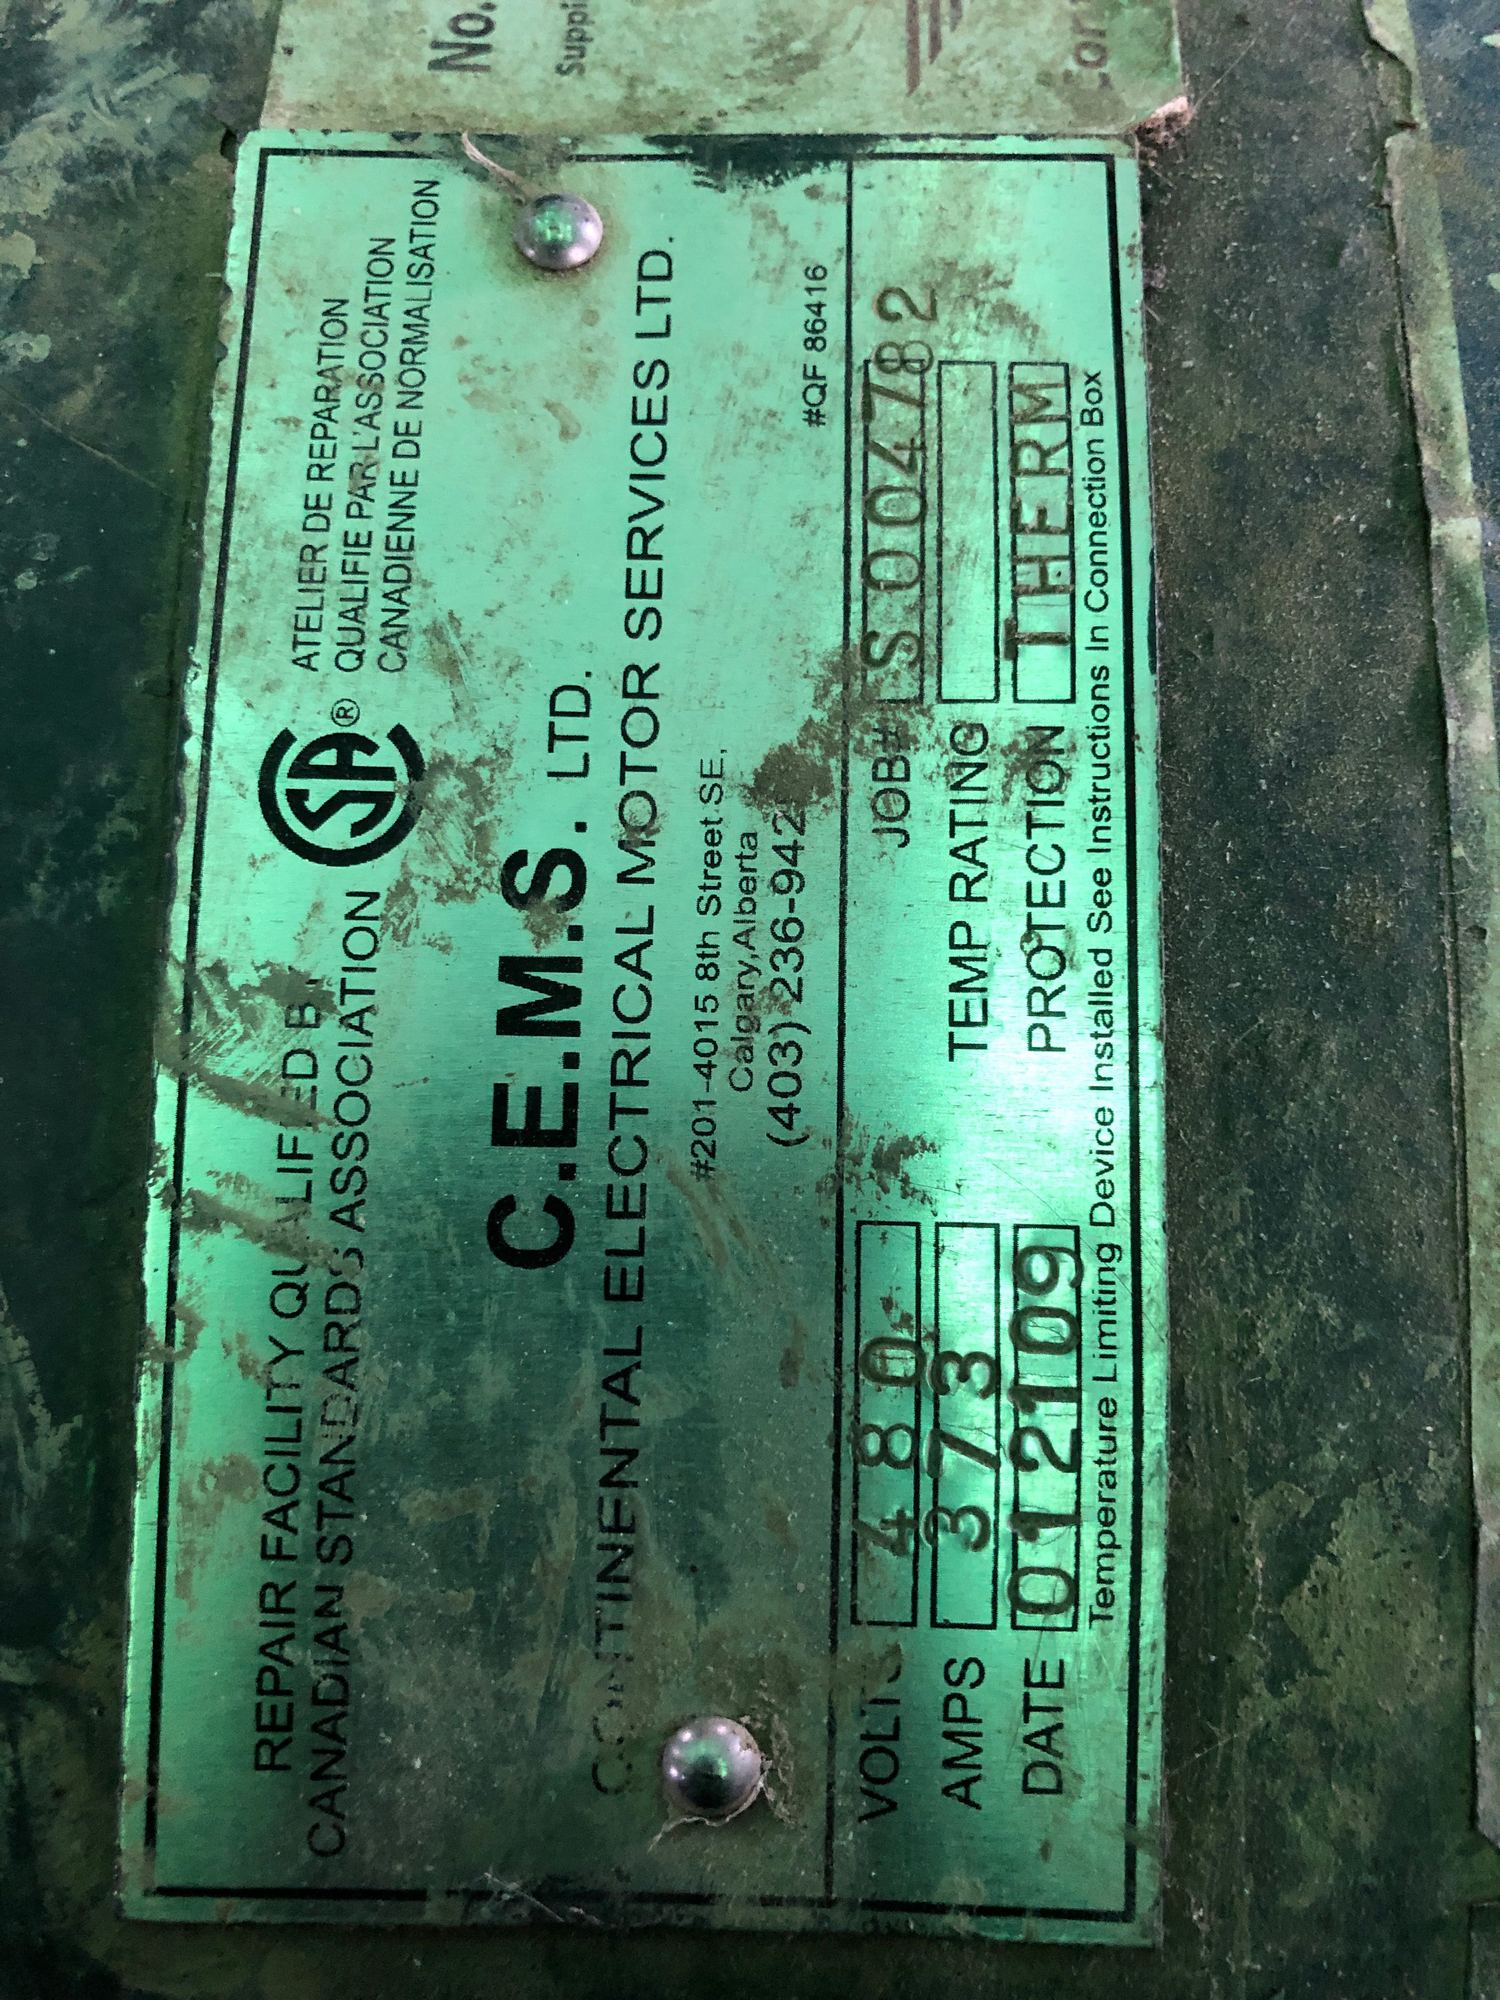 No.
REPAIR FACILITY QUALIFIED
CANADIAN STANDARDS ASSOCIATION
SA®
ATELIER DE REPARATION
QUALIFIE PAR L'ASSOCIATION
CANADIENNE DE NORMALISATION
C.E.M.S. LTD.
CONTINENTAL ELECTRICAL MOTOR SERVICES LTD.
#201-4015 8th Street SE,
Calgary,Alberta
(403) 236-942
#QF 86416
VOLTS 480 JOB# S004782
AMPS 373 TEMP RATING
DATE 012109 PROTECTION THERM
Temperature Limiting Device Installed See Instructions In Connection Box